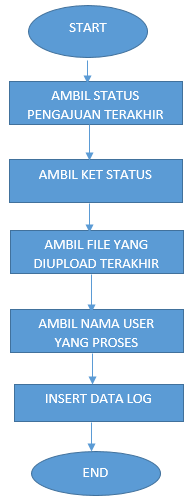 START
AMBIL STATUS
PENGAJUAN TERAKHIR
AMBIL KET STATUS
AMBIL FILE YANG
DIUPLOAD TERAKHIR
AMBIL NAMA USER
YANG PROSES
INSERT DATA LOG
END